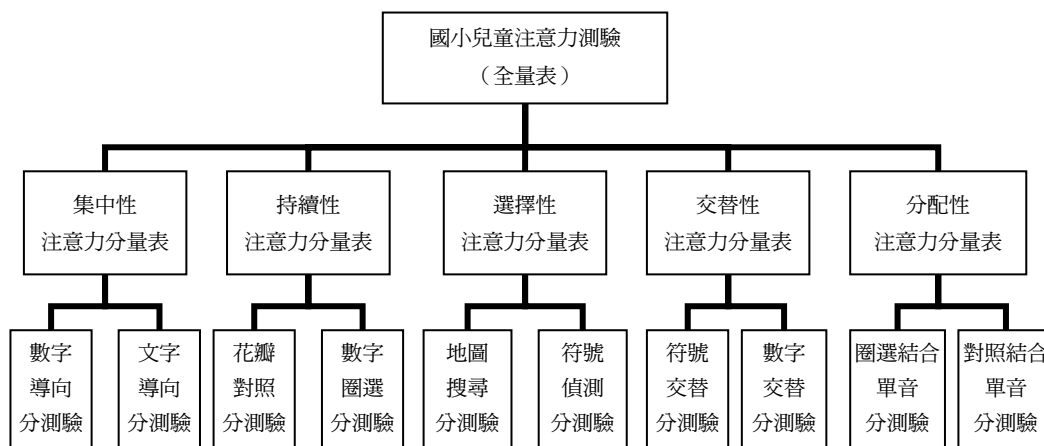 國小兒童注意力測驗
（全量表）
集中性
注意力分量表
持續性
注意力分量表
選擇性
注意力分量表
交替性
注意力分量表
分配性
注意力分量表
數字
導向
分測驗
文字
導向
分測驗
花瓣
對照
分測驗
數字
圈選
分測驗
地圖
搜尋
分測驗
符號
偵測
分測驗
符號
交替
分測驗
數字
交替
分測驗
圈選結合
單音
分測驗
對照結合
單音
分測驗